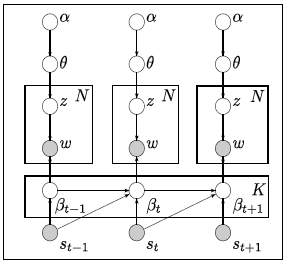 α α α
θ θ θ
z N z N z N
w w w
K
β_{t−1} β_t β_{t+1}
s_{t−1} s_t s_{t+1}